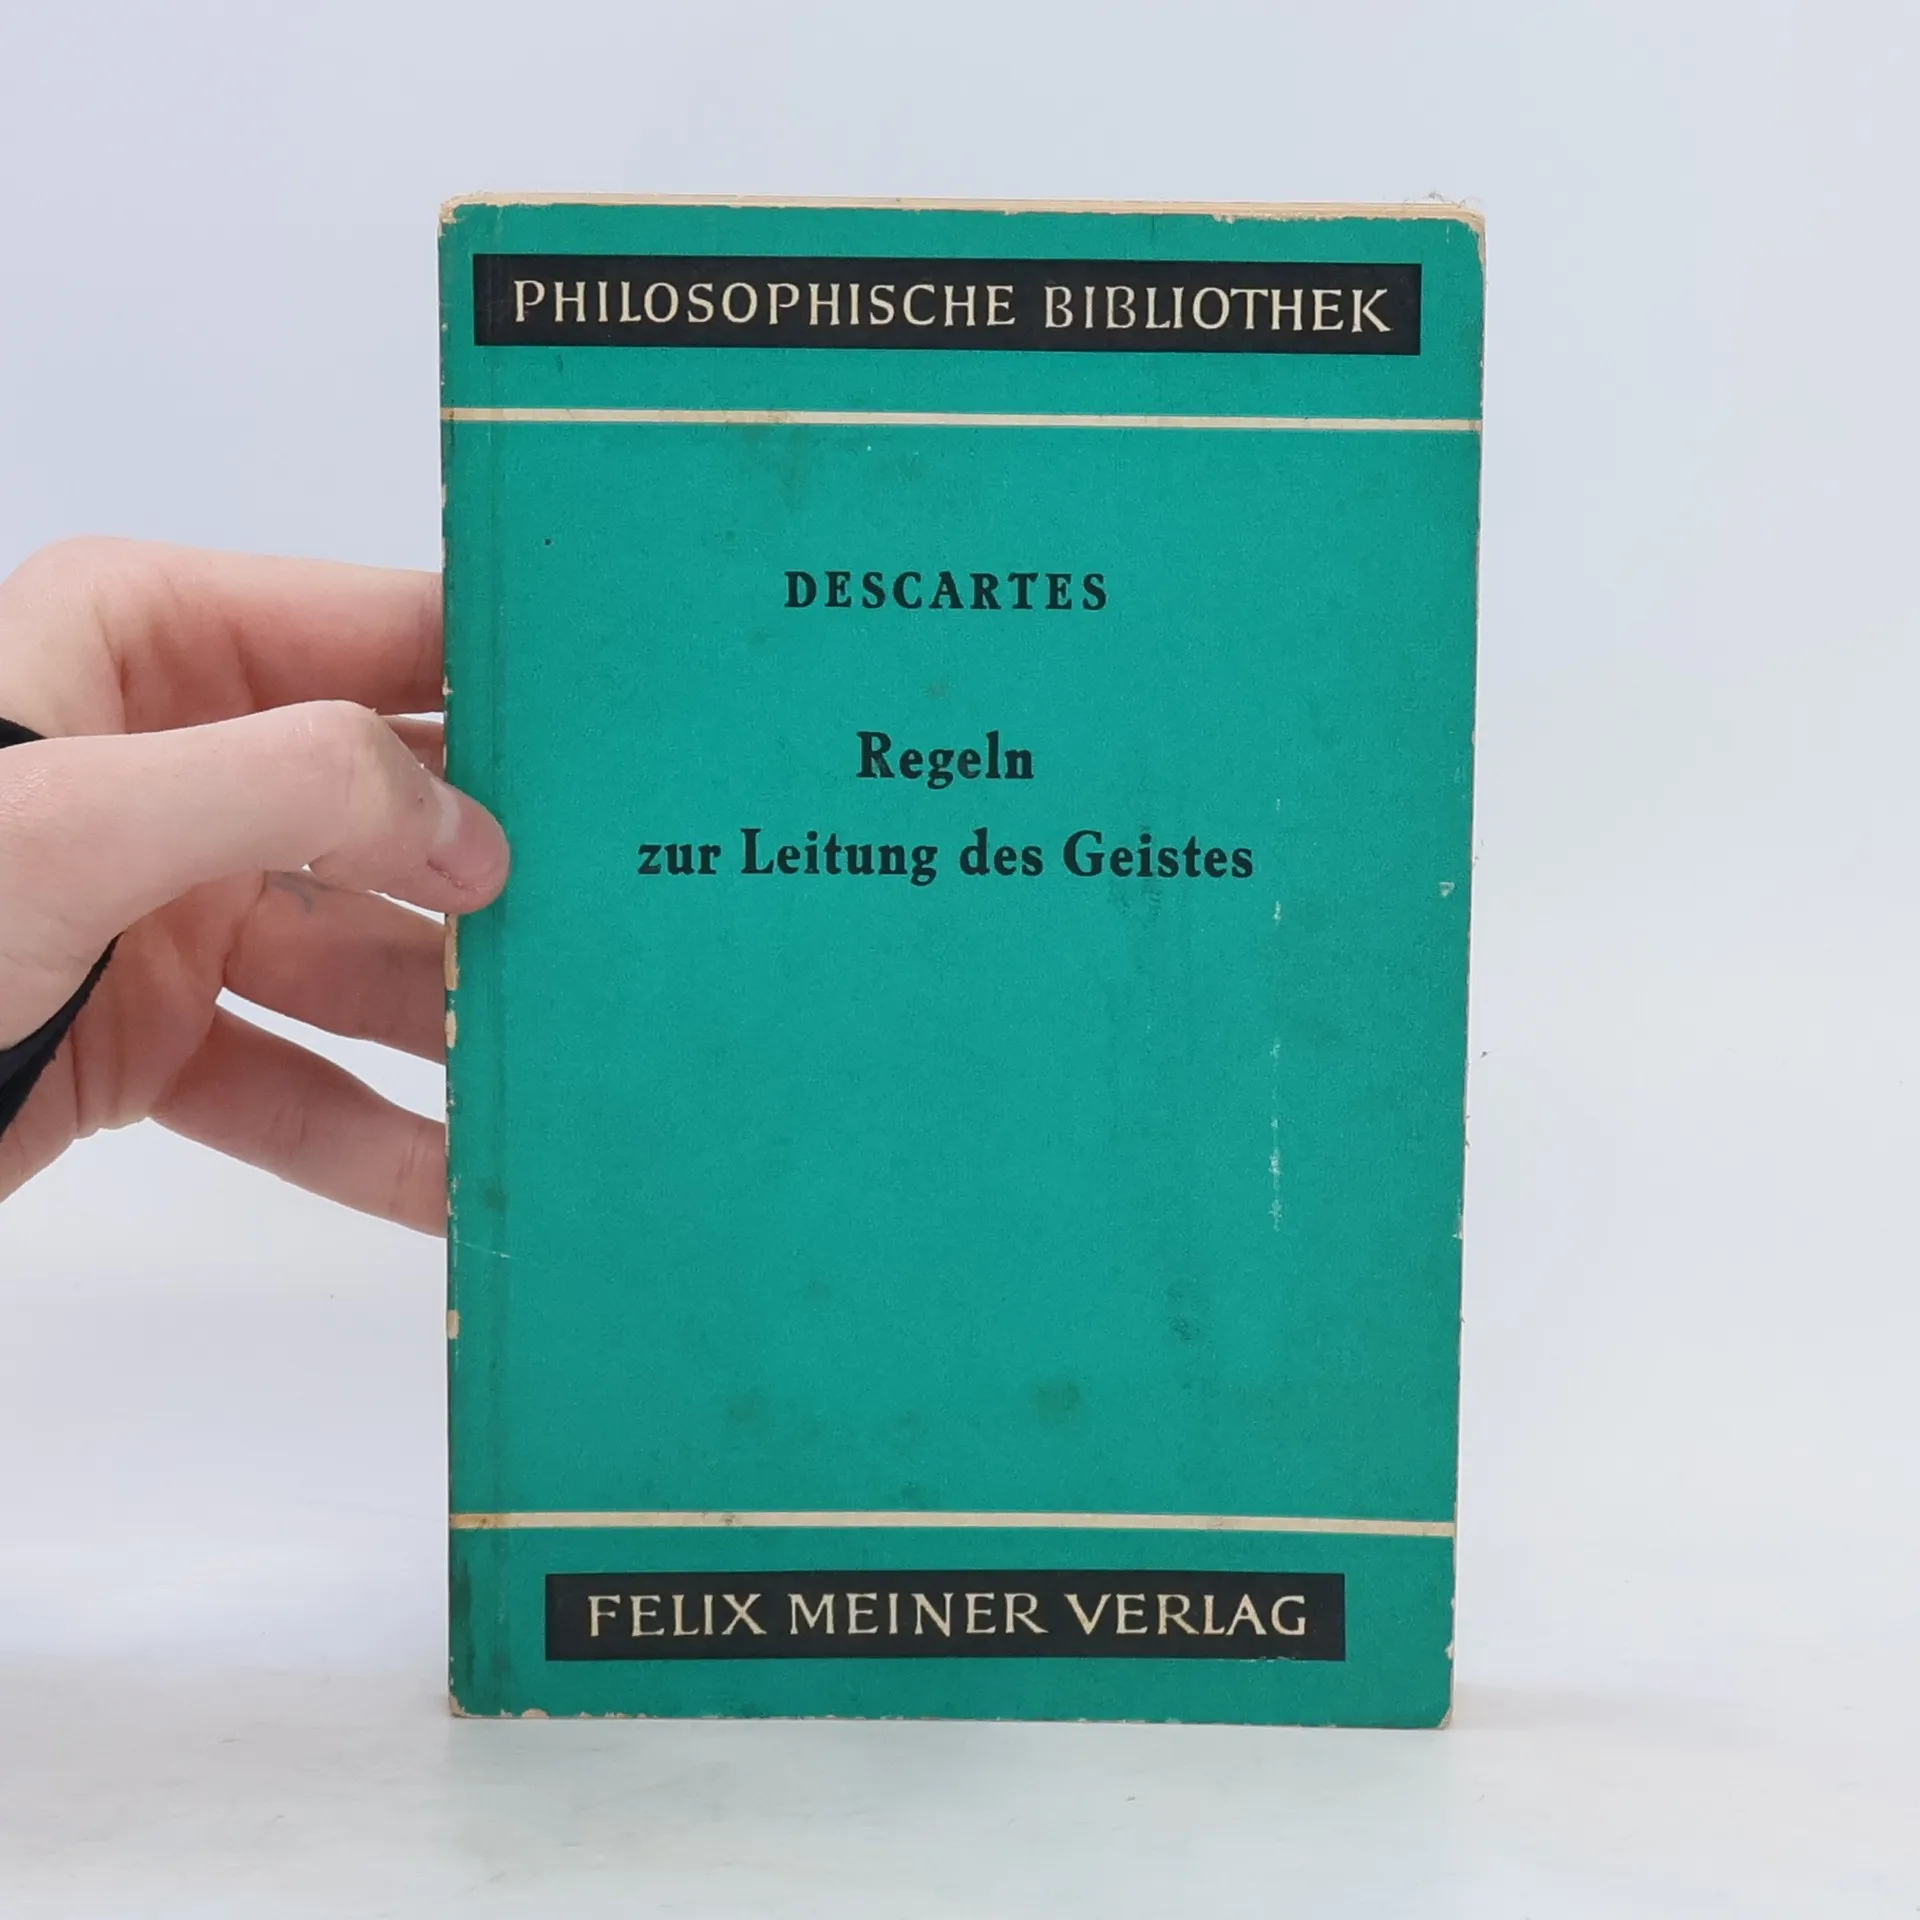 PHILOSOPHISCHE BIBLIOTHEK
DESCARTES
Regeln
zur Leitung des Geistes
FELIX MEINER VERLAG